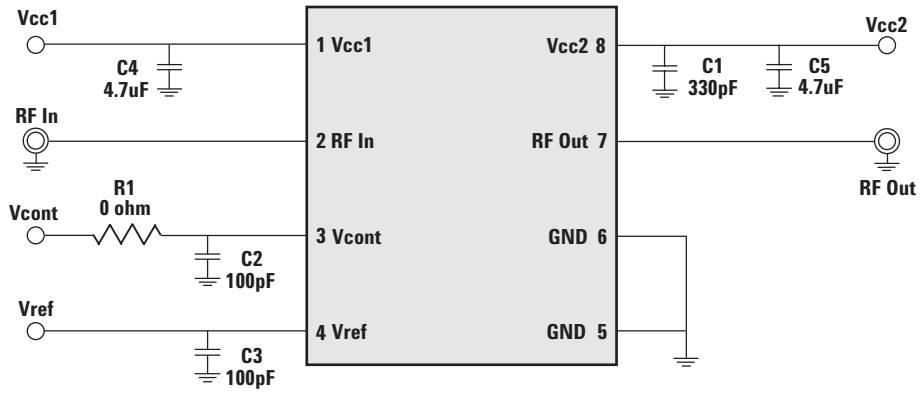 Vcc1
C4
4.7uF
1 Vcc1
Vcc2 8
C1
330pF
C5
4.7uF
Vcc2
RF In
2 RF In
RF Out 7
RF Out
R1
0 ohm
Vcont
C2
100pF
3 Vcont
GND 6
Vref
C3
100pF
4 Vref
GND 5